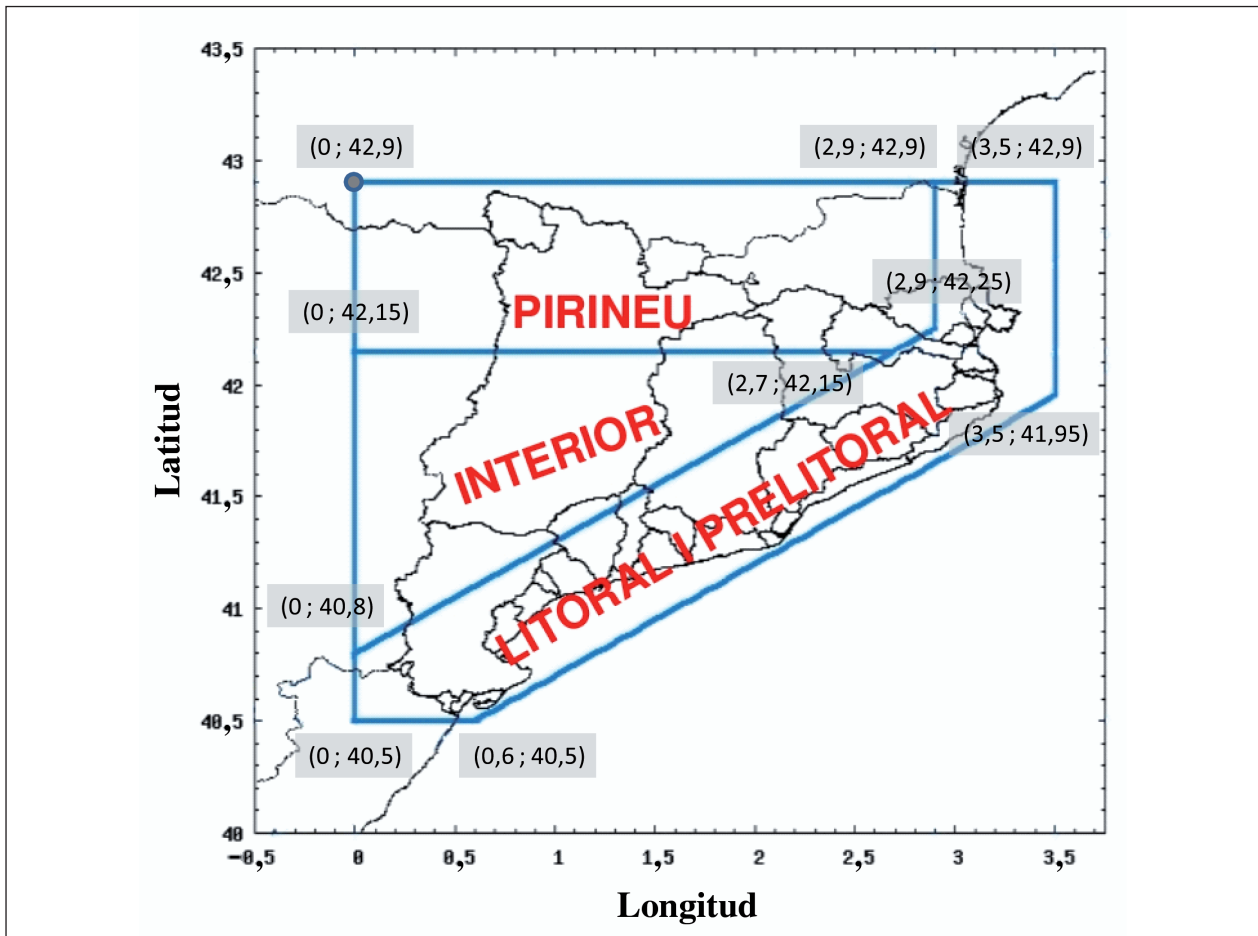 43,5
(0 ; 42,9)
(2,9 ; 42,9)
(3,5 ; 42,9)
43
42,5
(2,9 ; 42,25)
(0 ; 42,15)
PIRINEU
42
(2,7 ; 42,15)
(3,5 ; 41,95)
INTERIOR
LITORAL I PRELITORAL
41,5
(0 ; 40,8)
41
40,5
(0 ; 40,5)
(0,6 ; 40,5)
40
-0,5
0
0,5
1
1,5
2
2,5
3
3,5
Latitud
Longitud